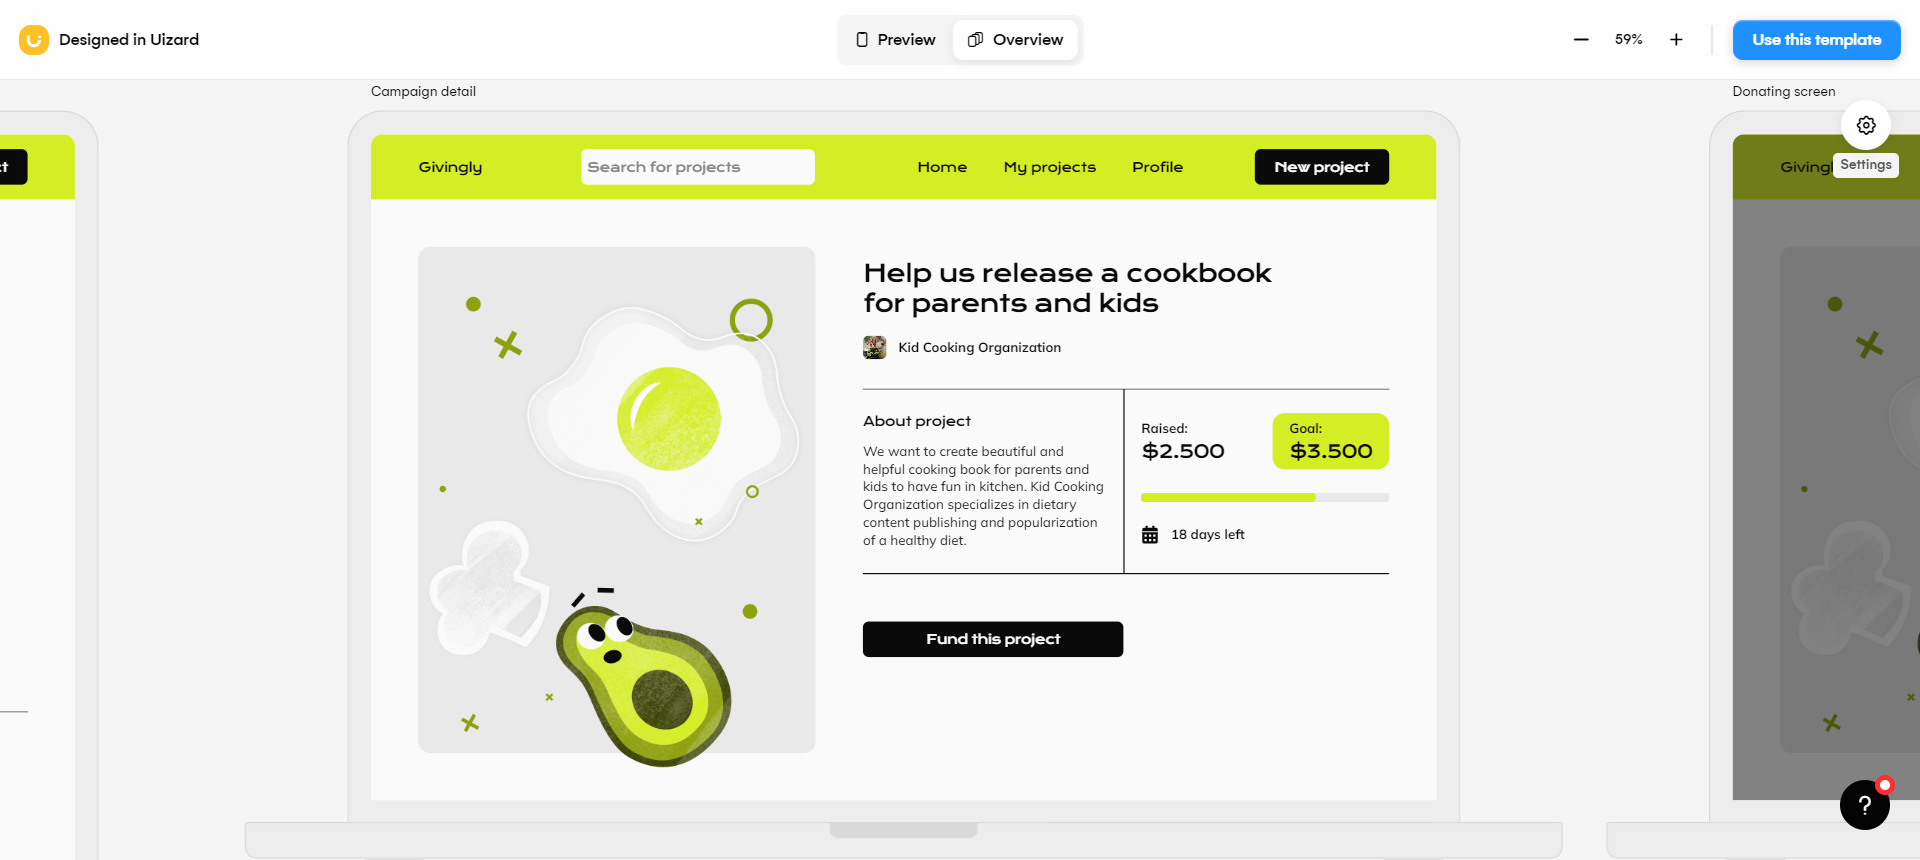 Designed in Uizard
Preview
Overview
59%
Use this template
Campaign detail
Donating screen
Settings
Givingly
Search for projects
Home
My projects
Profile
New project
Help us release a cookbook
for parents and kids
Kid Cooking Organization
About project
We want to create beautiful and
helpful cooking book for parents and
kids to have fun in kitchen. Kid Cooking
Organization specializes in dietary
content publishing and popularization
of a healthy diet.
Raised:
$2.500
Goal:
$3.500
18 days left
Fund this project
?